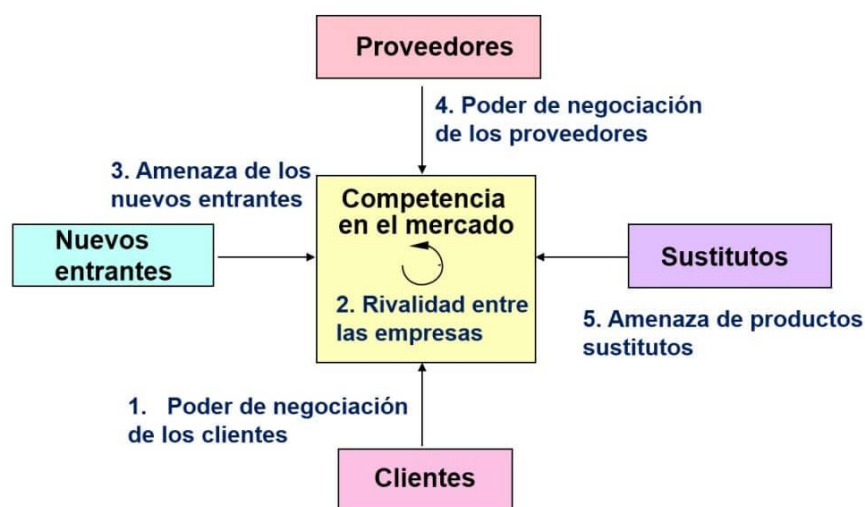 Proveedores
4. Poder de negociación
de los proveedores
3. Amenaza de los
nuevos entrantes
Competencia
en el mercado
Nuevos
entrantes
Sustitutos
2. Rivalidad entre
las empresas
5. Amenaza de productos
sustitutos
1. Poder de negociación
de los clientes
Clientes